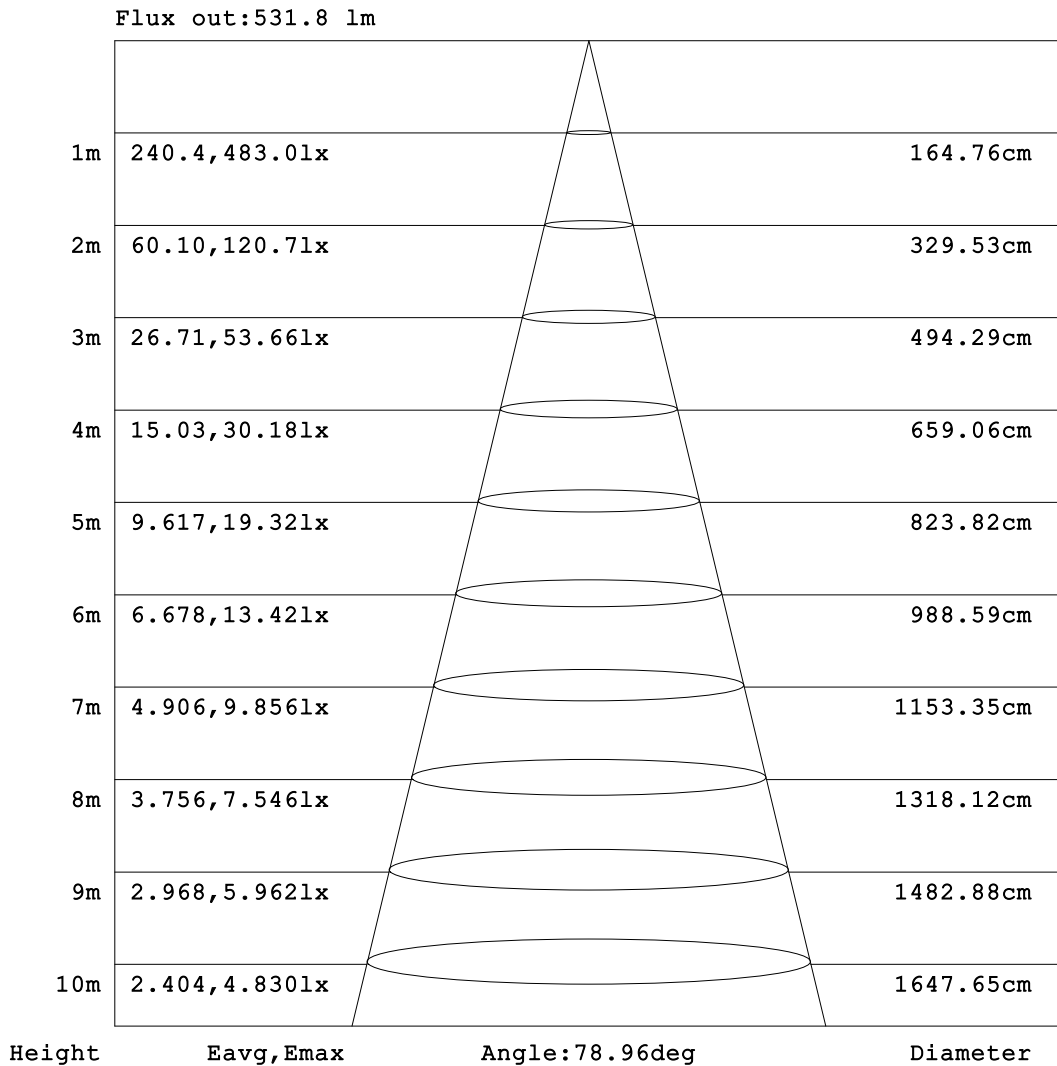 Flux out:531.8 lm
1m 240.4,483.0lx 164.76cm
2m 60.10,120.7lx 329.53cm
3m 26.71,53.66lx 494.29cm
4m 15.03,30.18lx 659.06cm
5m 9.617,19.32lx 823.82cm
6m 6.678,13.42lx 988.59cm
7m 4.906,9.856lx 1153.35cm
8m 3.756,7.546lx 1318.12cm
9m 2.968,5.962lx 1482.88cm
10m 2.404,4.830lx 1647.65cm
Height Eavg,Emax Angle:78.96deg Diameter